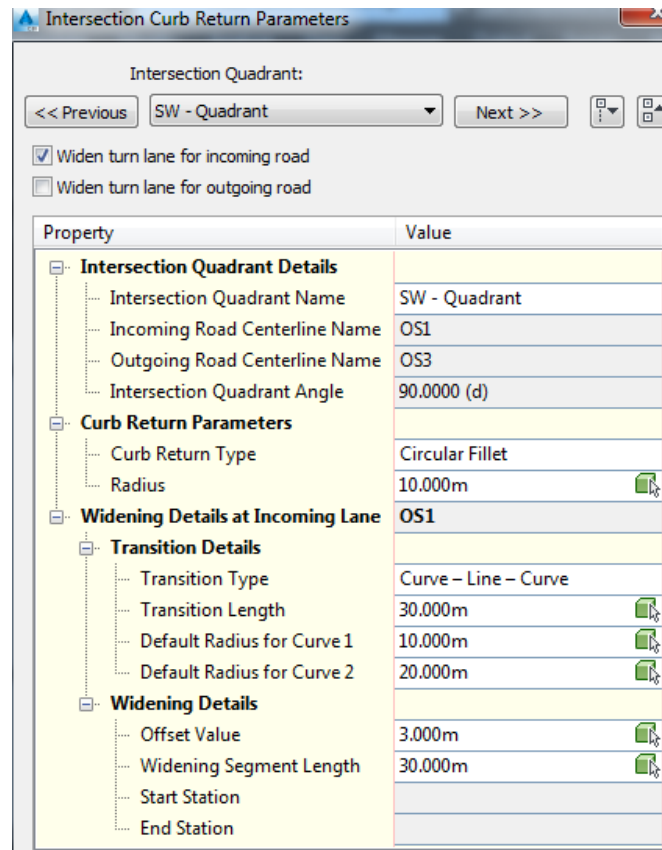 Intersection Curb Return Parameters
Intersection Quadrant:
<< Previous SW - Quadrant Next >>
Widen turn lane for incoming road
Widen turn lane for outgoing road
Property Value
Intersection Quadrant Details
Intersection Quadrant Name SW - Quadrant
Incoming Road Centerline Name OS1
Outgoing Road Centerline Name OS3
Intersection Quadrant Angle 90.0000 (d)
Curb Return Parameters
Curb Return Type Circular Fillet
Radius 10.000m
Widening Details at Incoming Lane OS1
Transition Details
Transition Type Curve – Line – Curve
Transition Length 30.000m
Default Radius for Curve 1 10.000m
Default Radius for Curve 2 20.000m
Widening Details
Offset Value 3.000m
Widening Segment Length 30.000m
Start Station
End Station